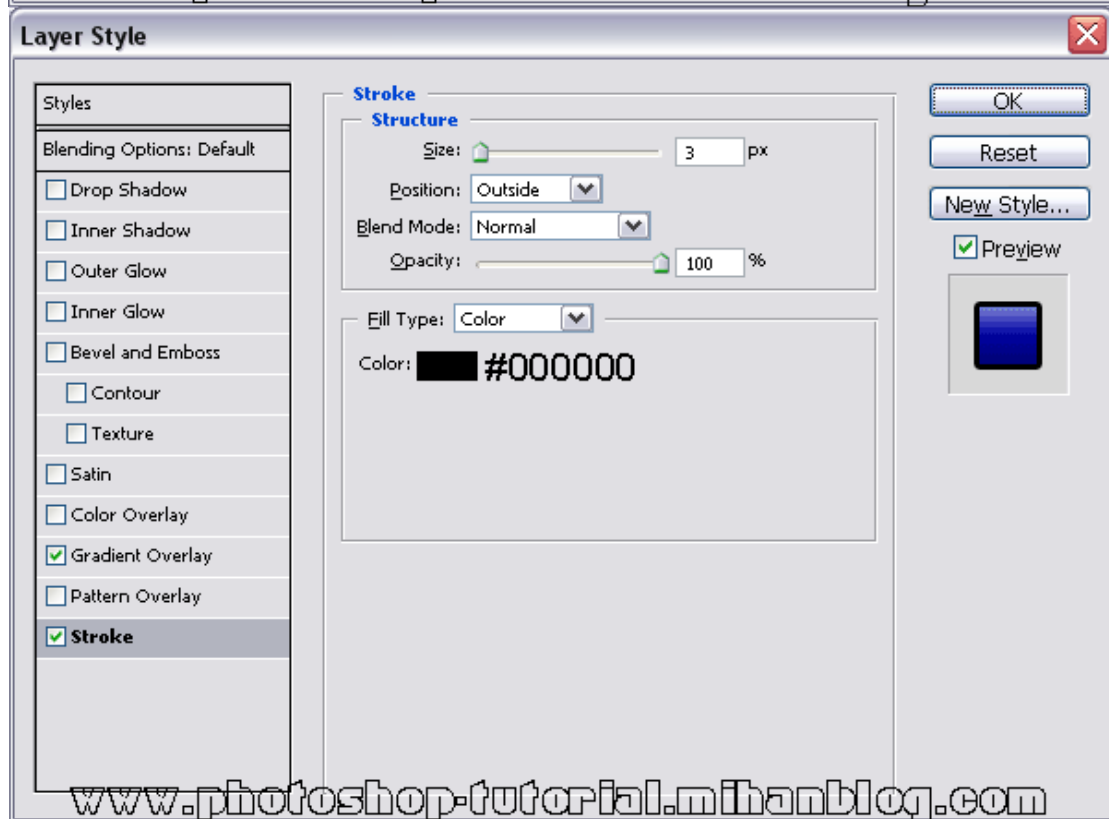 Layer Style
Styles
Blending Options: Default
Drop Shadow
Inner Shadow
Outer Glow
Inner Glow
Bevel and Emboss
Contour
Texture
Satin
Color Overlay
Gradient Overlay
Pattern Overlay
Stroke
Stroke
Structure
Size: 3 px
Position: Outside
Blend Mode: Normal
Opacity: 100 %
Fill Type: Color
Color: #000000
OK
Reset
New Style...
Preview
www.photoshop-tutorial.mihanblog.com